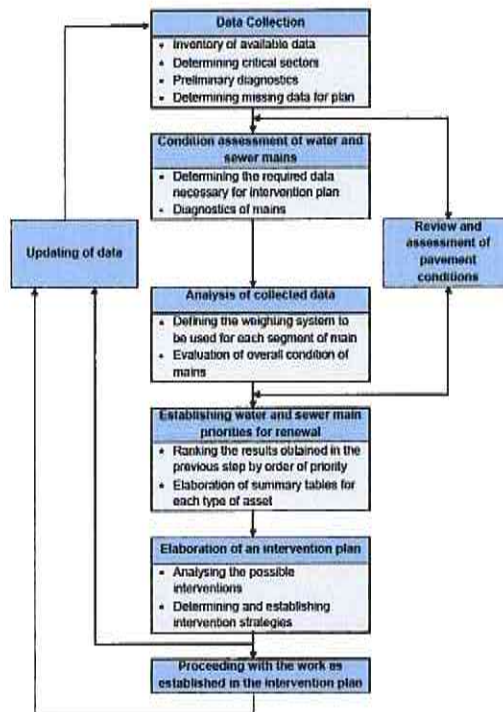 Data Collection
• Inventory of available data
• Determining critical sectors
• Preliminary diagnostics
• Determining missing data for plan
Condition assessment of water and
sewer mains
• Determining the required data
necessary for intervention plan
• Diagnostics of mains
Updating of data
Review and
assessment of
pavement
conditions
Analysis of collected data
• Defining the weighing system to
be used for each segment of main
• Evaluation of overall condition of
mains
Establishing water and sewer main
priorities for renewal
• Ranking the results obtained in the
previous step by order of priority
• Elaboration of summary tables for
each type of asset
Elaboration of an intervention plan
• Analysing the possible
interventions
• Determining and establishing
intervention strategies
Proceeding with the work as
established in the intervention plan